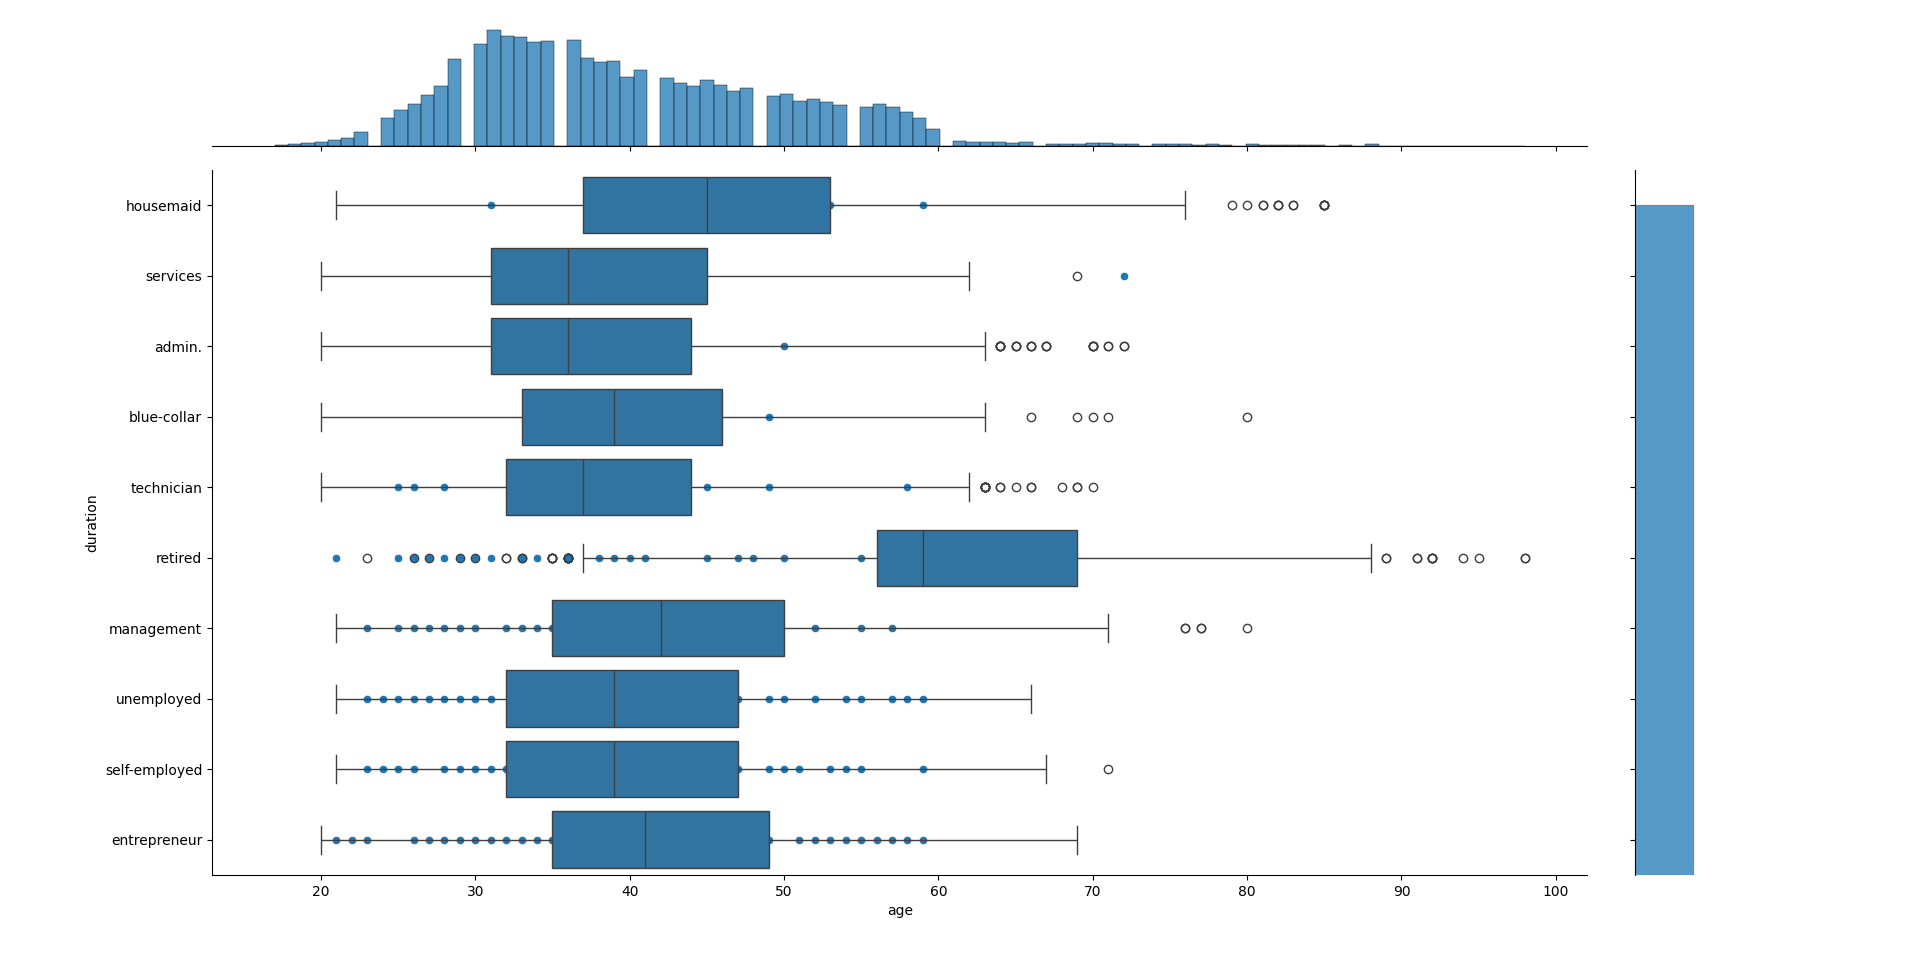 housemaid
services
admin.
blue-collar
technician
retired
management
unemployed
self-employed
entrepreneur
duration
20 30 40 50 60 70 80 90 100
age